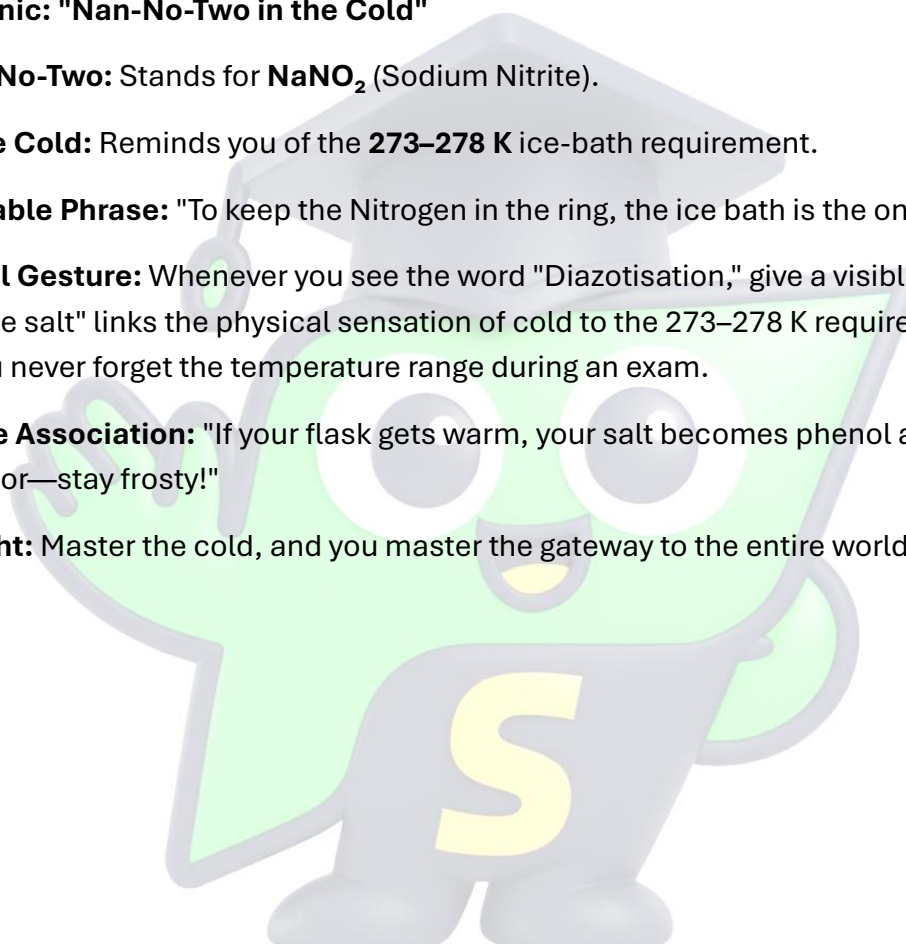 nic: "Nan-No-Two in the Cold"
No-Two: Stands for NaNO₂ (Sodium Nitrite).
e Cold: Reminds you of the 273–278 K ice-bath requirement.
able Phrase: "To keep the Nitrogen in the ring, the ice bath is the on
l Gesture: Whenever you see the word "Diazotisation," give a visibl
e salt" links the physical sensation of cold to the 273–278 K require
u never forget the temperature range during an exam.
e Association: "If your flask gets warm, your salt becomes phenol a
or—stay frosty!"
ht: Master the cold, and you master the gateway to the entire world
S